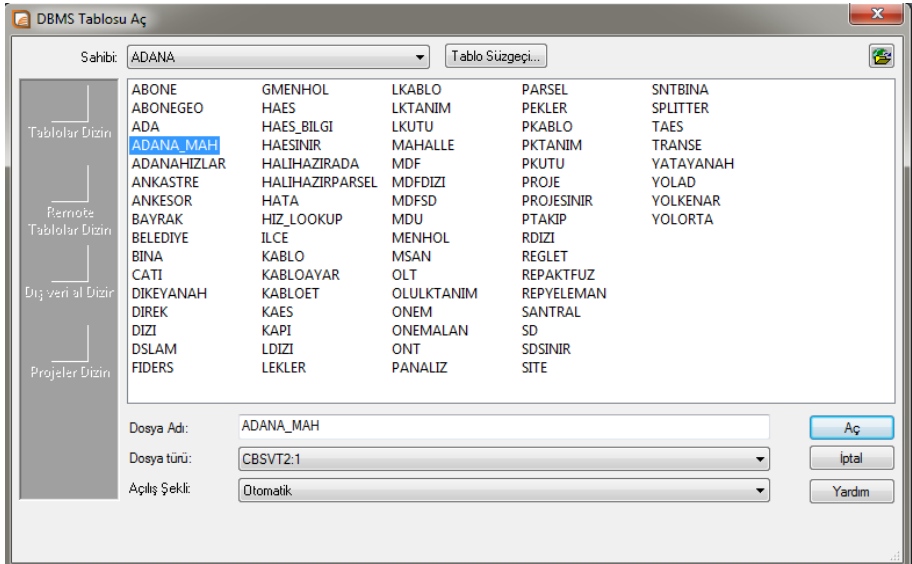 DBMS Tablosu Aç
Sahibi: ADANA Tablo Süzgeçi...
Tablolar Dizin
Remote
Tablolar Dizin
Dış veri al Dizir
Projeler Dizin
ABONE GMENHOL LKABLO PARSEL SNTBINA
ABONEGEO HAES LKTANIM PEKLER SPLITTER
ADA HAES_BILGI LKUTU PKABLO TAES
ADANA_MAH HAESINIR MAHALLE PKTANIM TRANSE
ADANAHIZLAR HALIHAZIRADA MDF PKUTU YATAYANAH
ANKASTRE HALIHAZIRPARSEL MDFDIZI PROJE YOLAD
ANKESOR HATA MDFSD PROJESINIR YOLKENAR
BAYRAK HIZ_LOOKUP MDU PTAKIP YOLORTA
BELEDIYE ILCE MENHOL RDIZI
BINA KABLO MSAN REGLET
CATI KABLOAYAR OLT REPAKTFUZ
DIKEYANAH KABLOET OLULKTANIM REPYELEMAN
DIREK KAES ONEM SANTRAL
DIZI KAPI ONEMALAN SD
DSLAM LDIZI ONT SDSINIR
FIDERS LEKLER PANALIZ SITE
Dosya Adı: ADANA_MAH Aç
Dosya türü: CBSVT2:1 İptal
Açılış Şekli: Otomatik Yardım